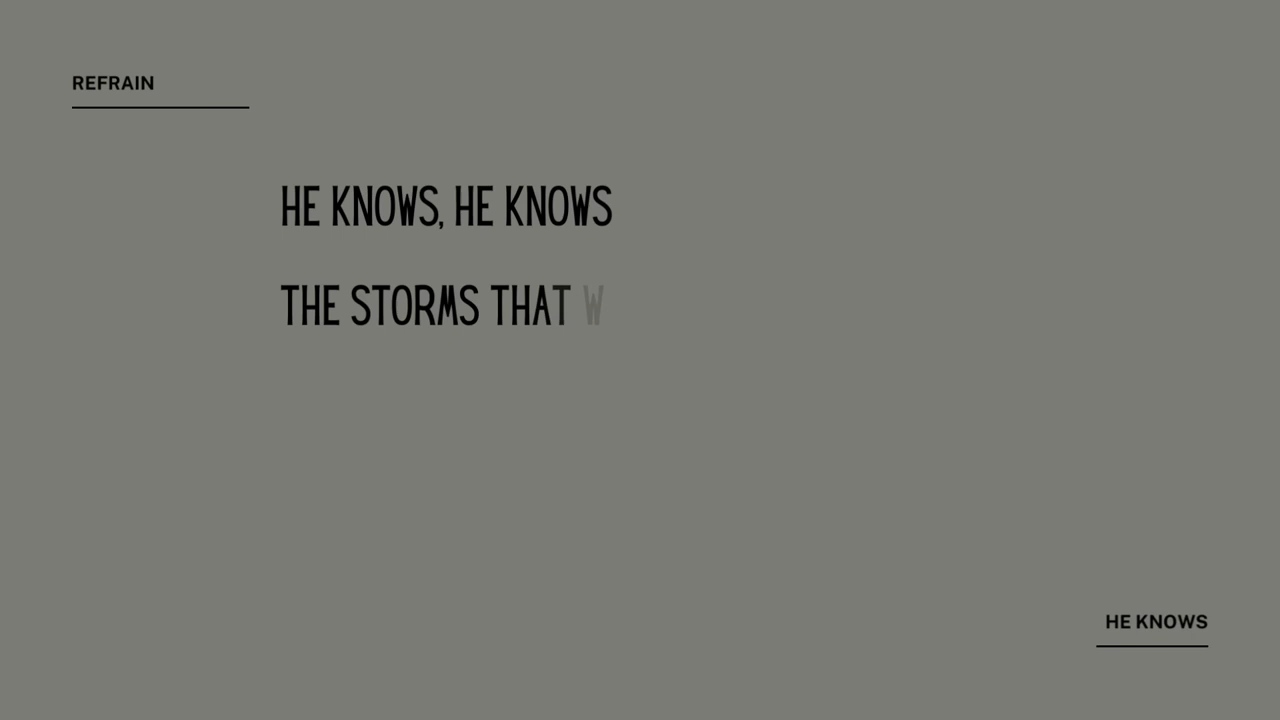 REFRAIN
HE KNOWS, HE KNOWS
THE STORMS THAT W
HE KNOWS